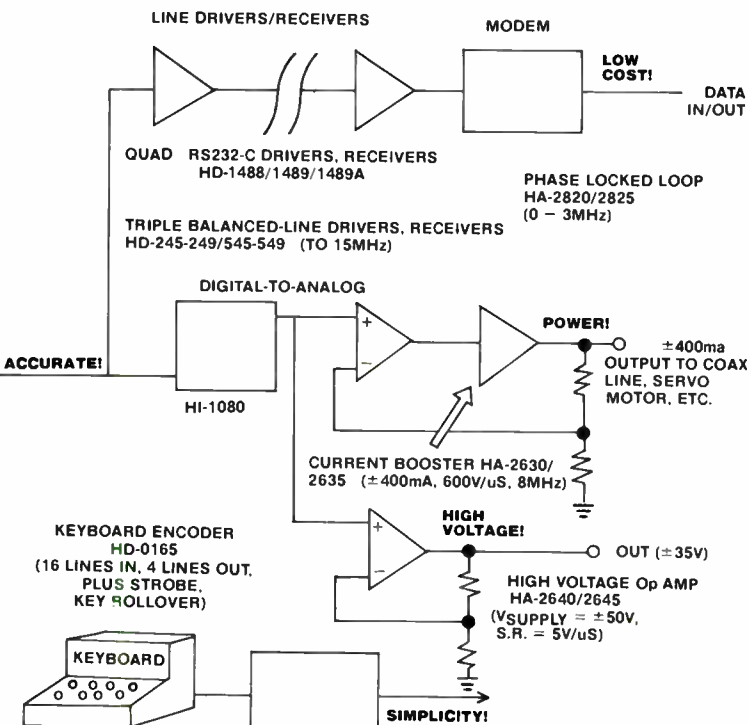 LINE DRIVERS/RECEIVERS
MODEM
LOW
COST!
DATA
IN/OUT
QUAD RS232-C DRIVERS, RECEIVERS
HD-1488/1489/1489A
PHASE LOCKED LOOP
HA-2820/2825
(0 – 3MHz)
TRIPLE BALANCED-LINE DRIVERS, RECEIVERS
HD-245-249/545-549 (TO 15MHz)
DIGITAL-TO-ANALOG
+
−
POWER!
±400ma
OUTPUT TO COAX
LINE, SERVO
MOTOR, ETC.
ACCURATE!
HI-1080
CURRENT BOOSTER HA-2630/
2635 (±400mA, 600V/uS, 8MHz)
KEYBOARD ENCODER
HD-0165
(16 LINES IN, 4 LINES OUT,
PLUS STROBE,
KEY ROLLOVER)
+
−
HIGH
VOLTAGE!
OUT (±35V)
HIGH VOLTAGE Op AMP
HA-2640/2645
(VSUPPLY = ±50V,
S.R. = 5V/uS)
KEYBOARD
SIMPLICITY!